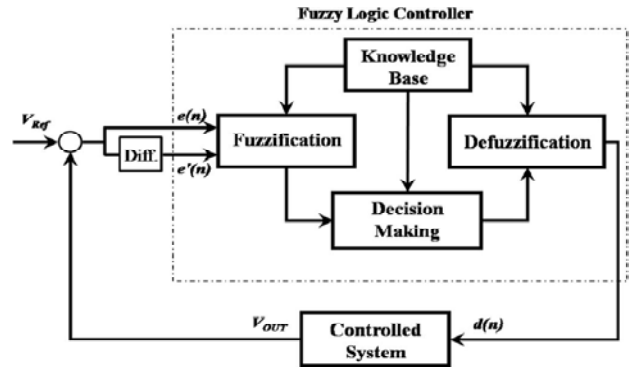 Fuzzy Logic Controller
Knowledge
Base
V_Ref
e(n)
Fuzzification
Defuzzification
Diff.
e'(n)
Decision
Making
V_OUT
Controlled
System
d(n)